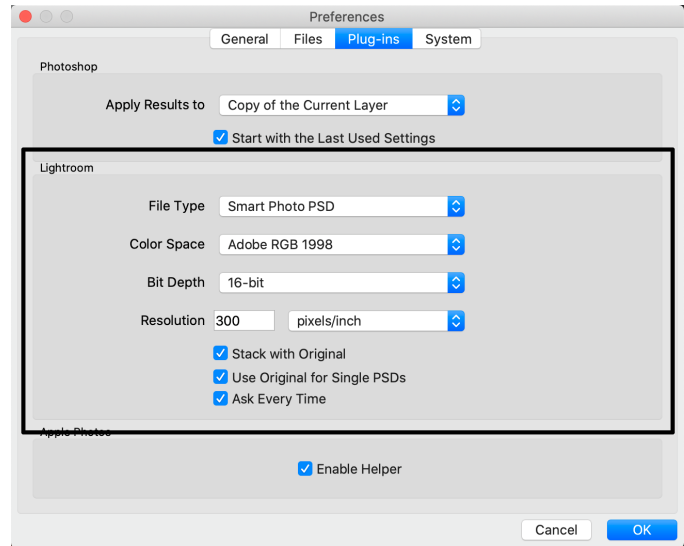 Preferences
General Files Plug-ins System
Photoshop
Apply Results to Copy of the Current Layer
Start with the Last Used Settings
Lightroom
File Type Smart Photo PSD
Color Space Adobe RGB 1998
Bit Depth 16-bit
Resolution 300 pixels/inch
Stack with Original
Use Original for Single PSDs
Ask Every Time
Apple Photos
Enable Helper
Cancel OK